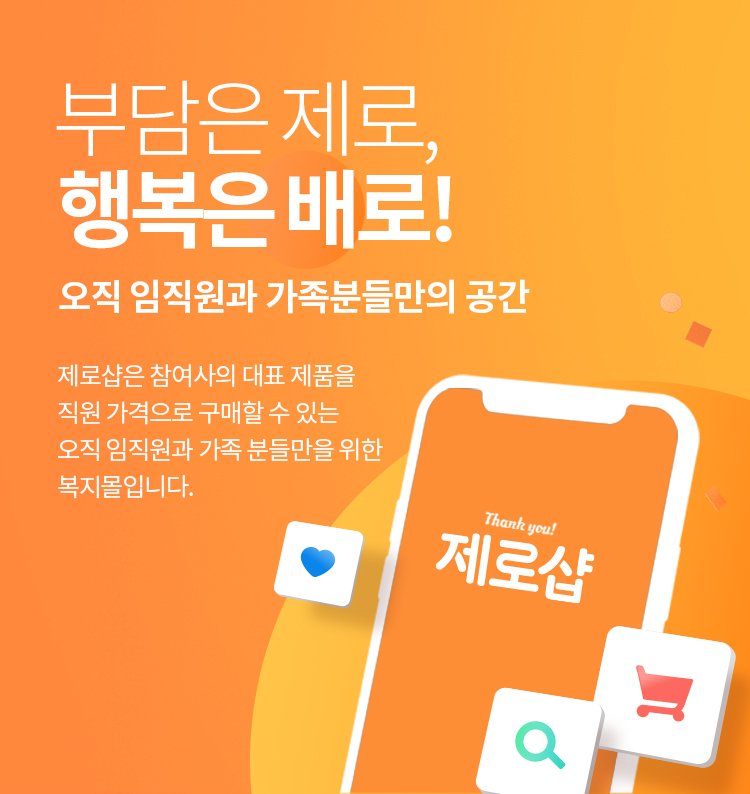 부담은 제로,
행복은 배로!
오직 임직원과 가족분들만의 공간
제로샵은 참여사의 대표 제품을
직원 가격으로 구매할 수 있는
오직 임직원과 가족 분들만을 위한
복지몰입니다.
Thank you!
제로샵